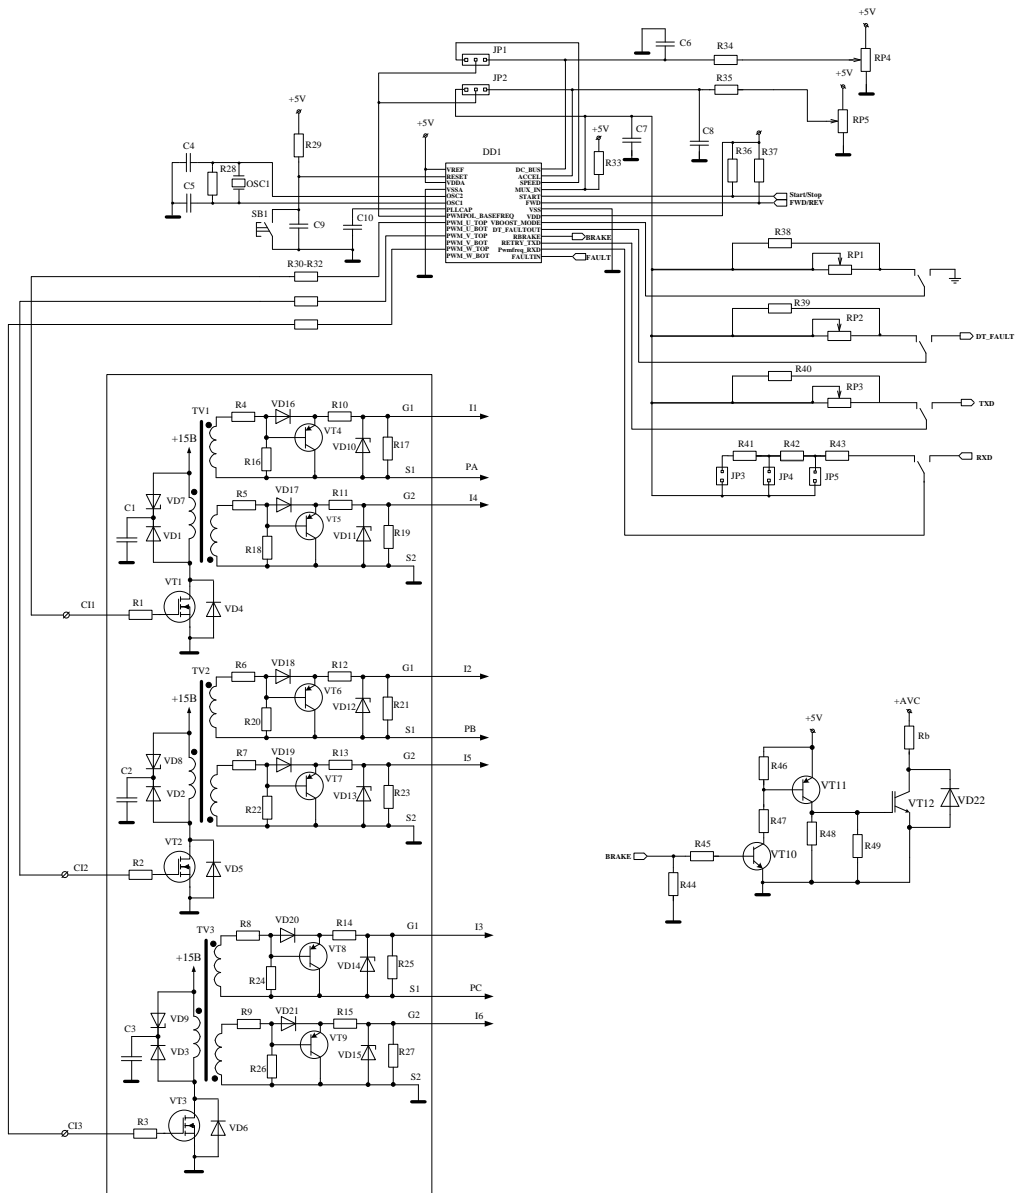 +5V
C6
R34
RP4
JP1
+5V
JP2
R35
RP5
+5V
R29
+5V
C7
C8
+5V
R33
R36
R37
C4
R28
OSC1
C5
SB1
C9
C10
DD1
VREF
RESET
VDDA
VSSA
OSC2
OSC1
PLLCAP
PWMPOL_BASEFREQ
PWM_U_TOP
PWM_U_BOT
PWM_V_TOP
PWM_V_BOT
PWM_W_TOP
PWM_W_BOT
DC_BUS
ACCEL
SPEED
MUX_IN
START
FWD
VSS
VDD
VBOOST_MODE
DT_FAULTOUT
RBRAKE
RETRY_TXD
Pwmfreq_RXD
FAULTIN
Start/Stop
FWD/REV
BRAKE
FAULT
R30-R32
R38
RP1
R39
RP2
DT_FAULT
R40
RP3
TXD
R41
R42
R43
RXD
JP3
JP4
JP5
TV1
R4
VD16
R10
G1
I1
+15В
VT4
VD10
R17
R16
S1
PA
R5
VD17
R11
G2
I4
C1
VD7
VD1
VT5
VD11
R19
R18
S2
VT1
CI1
R1
VD4
TV2
R6
VD18
R12
G1
I2
+15В
VT6
VD12
R21
R20
S1
PB
R7
VD19
R13
G2
I5
C2
VD8
VD2
VT7
VD13
R23
R22
S2
VT2
CI2
R2
VD5
TV3
R8
VD20
R14
G1
I3
+15В
VT8
VD14
R25
R24
S1
PC
R9
VD21
R15
G2
I6
C3
VD9
VD3
VT9
VD15
R27
R26
S2
VT3
CI3
R3
VD6
+AVC
+5V
Rb
R46
VT11
VT12
VD22
R47
R48
R49
BRAKE
R45
VT10
R44